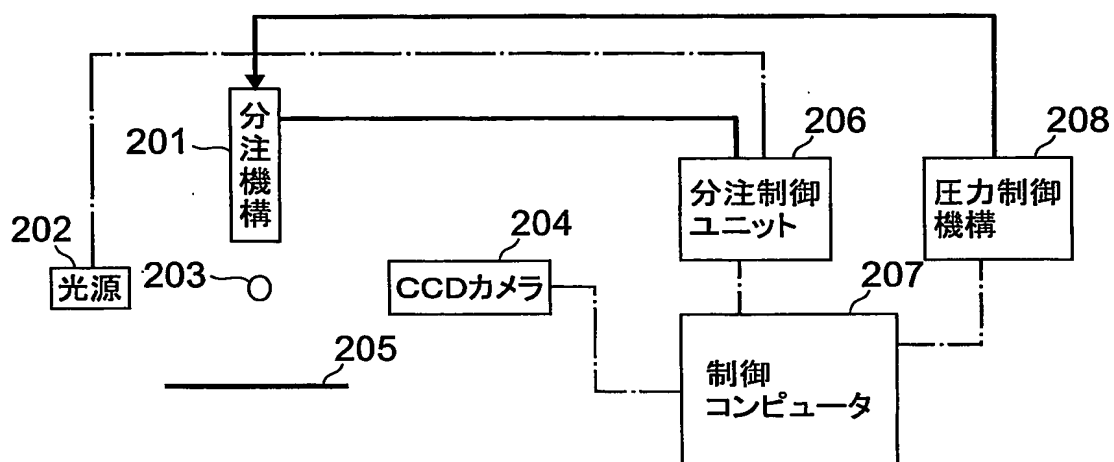 201
分注機構
206
208
分注制御
ユニット
圧力制御
機構
202
光源
203
204
CCDカメラ
207
制御
コンピュータ
205